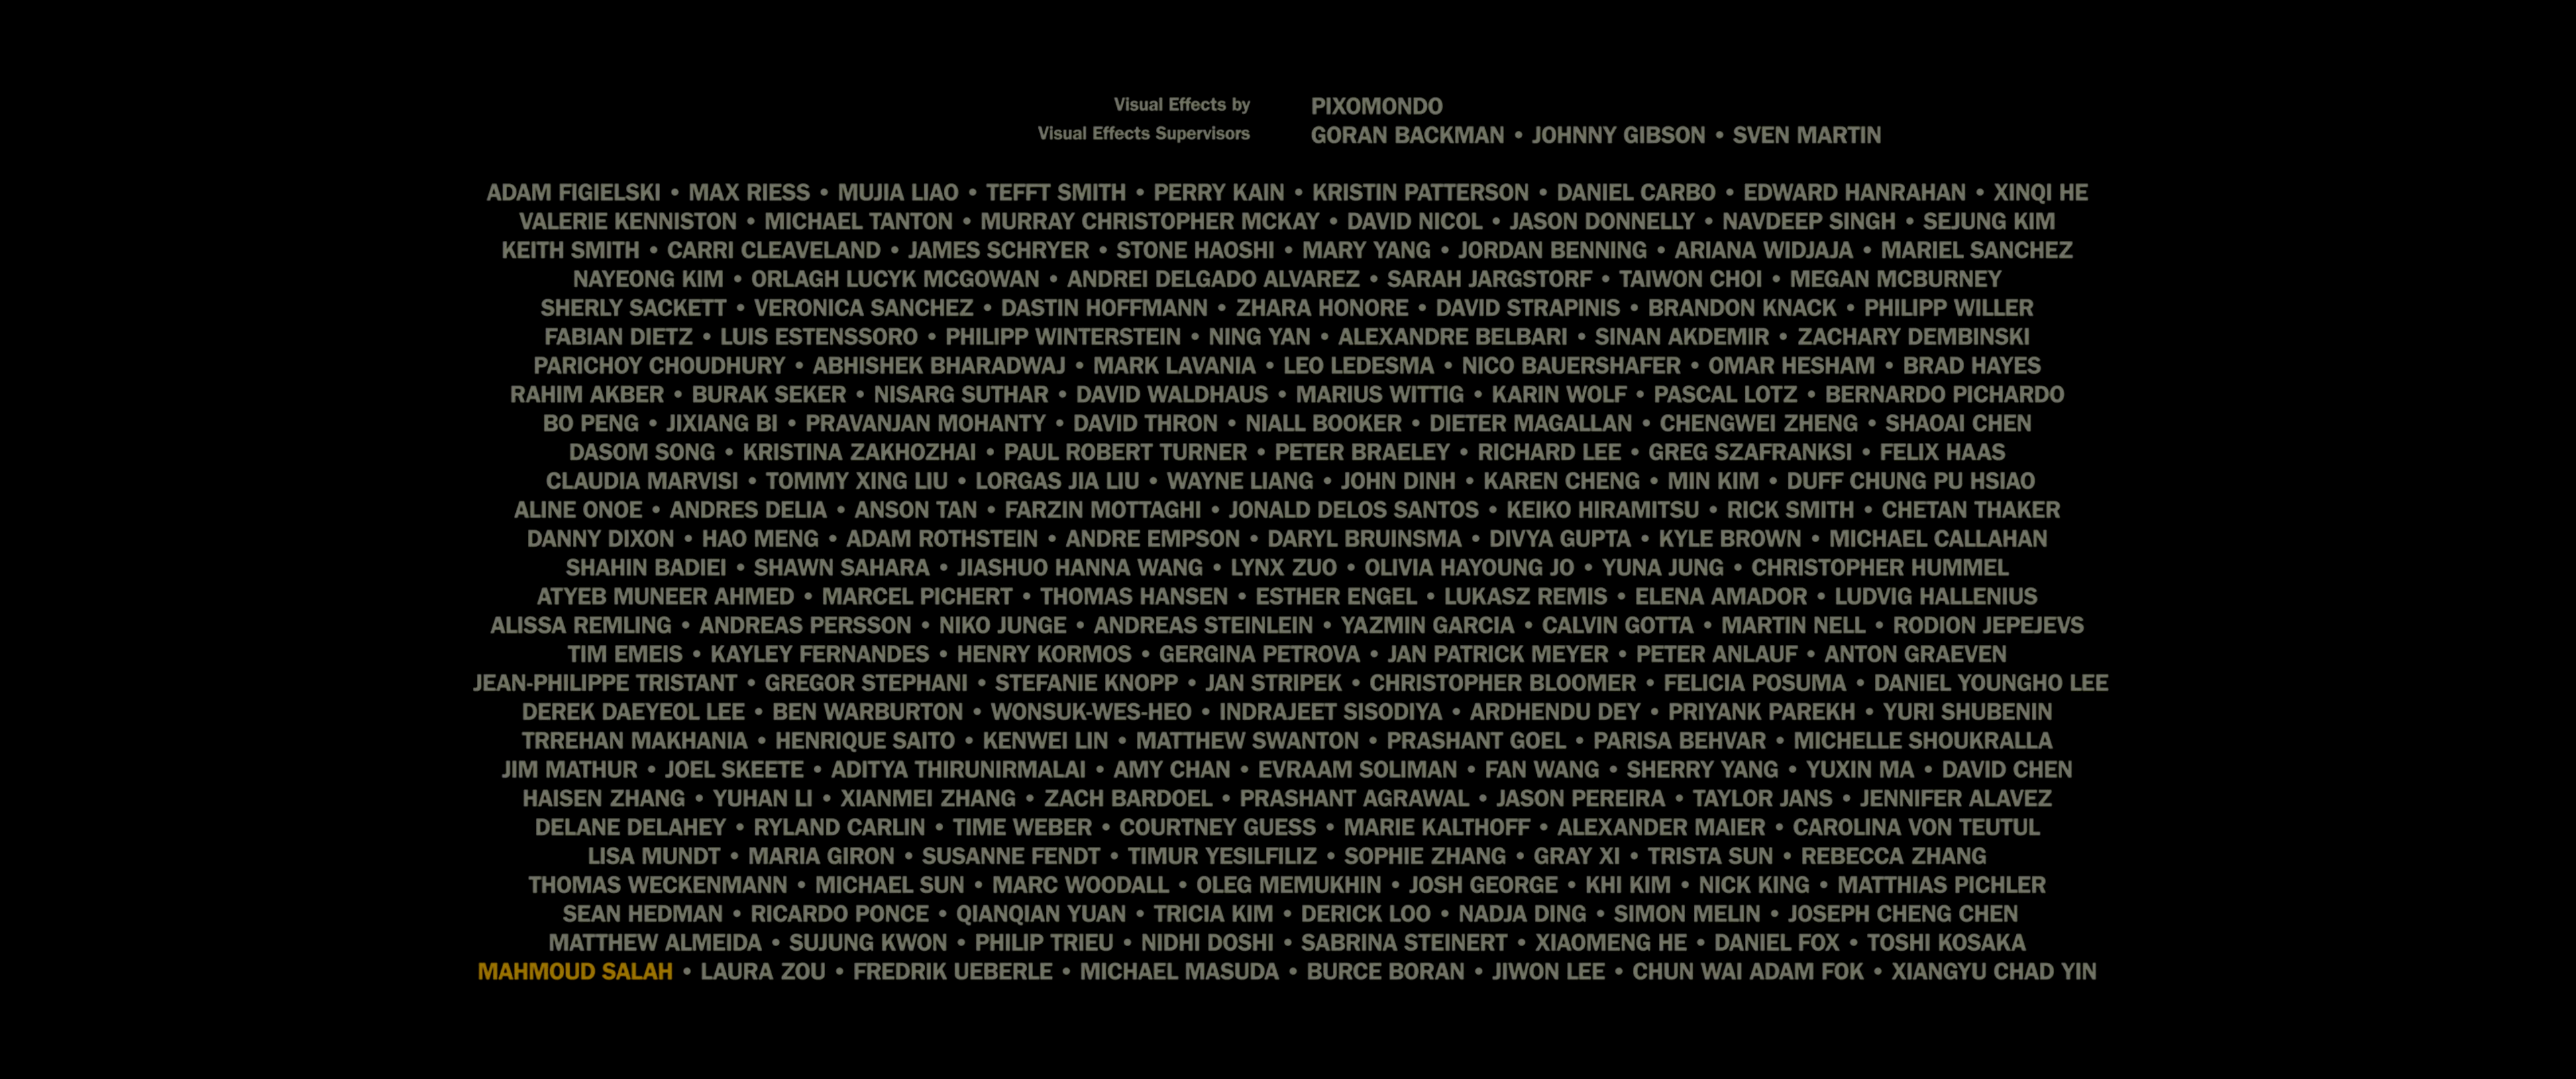 Visual Effects by PIXOMONDO
Visual Effects Supervisors GORAN BACKMAN • JOHNNY GIBSON • SVEN MARTIN
ADAM FIGIELSKI • MAX RIESS • MUJIA LIAO • TEFFT SMITH • PERRY KAIN • KRISTIN PATTERSON • DANIEL CARBO • EDWARD HANRAHAN • XINQI HE
VALERIE KENNISTON • MICHAEL TANTON • MURRAY CHRISTOPHER MCKAY • DAVID NICOL • JASON DONNELLY • NAVDEEP SINGH • SEJUNG KIM
KEITH SMITH • CARRI CLEAVELAND • JAMES SCHRYER • STONE HAOSHI • MARY YANG • JORDAN BENNING • ARIANA WIDJAJA • MARIEL SANCHEZ
NAYEONG KIM • ORLAGH LUCYK MCGOWAN • ANDREI DELGADO ALVAREZ • SARAH JARGSTORF • TAIWON CHOI • MEGAN MCBURNEY
SHERLY SACKETT • VERONICA SANCHEZ • DASTIN HOFFMANN • ZHARA HONORE • DAVID STRAPINIS • BRANDON KNACK • PHILIPP WILLER
FABIAN DIETZ • LUIS ESTENSSORO • PHILIPP WINTERSTEIN • NING YAN • ALEXANDRE BELBARI • SINAN AKDEMIR • ZACHARY DEMBINSKI
PARICHOY CHOUDHURY • ABHISHEK BHARADWAJ • MARK LAVANIA • LEO LEDESMA • NICO BAUERSHAFER • OMAR HESHAM • BRAD HAYES
RAHIM AKBER • BURAK SEKER • NISARG SUTHAR • DAVID WALDHAUS • MARIUS WITTIG • KARIN WOLF • PASCAL LOTZ • BERNARDO PICHARDO
BO PENG • JIXIANG BI • PRAVANJAN MOHANTY • DAVID THRON • NIALL BOOKER • DIETER MAGALLAN • CHENGWEI ZHENG • SHAOAI CHEN
DASOM SONG • KRISTINA ZAKHOZHAI • PAUL ROBERT TURNER • PETER BRAELEY • RICHARD LEE • GREG SZAFRANKSI • FELIX HAAS
CLAUDIA MARVISI • TOMMY XING LIU • LORGAS JIA LIU • WAYNE LIANG • JOHN DINH • KAREN CHENG • MIN KIM • DUFF CHUNG PU HSIAO
ALINE ONOE • ANDRES DELIA • ANSON TAN • FARZIN MOTTAGHI • JONALD DELOS SANTOS • KEIKO HIRAMITSU • RICK SMITH • CHETAN THAKER
DANNY DIXON • HAO MENG • ADAM ROTHSTEIN • ANDRE EMPSON • DARYL BRUINSMA • DIVYA GUPTA • KYLE BROWN • MICHAEL CALLAHAN
SHAHIN BADIEI • SHAWN SAHARA • JIASHUO HANNA WANG • LYNX ZUO • OLIVIA HAYOUNG JO • YUNA JUNG • CHRISTOPHER HUMMEL
ATYEB MUNEER AHMED • MARCEL PICHERT • THOMAS HANSEN • ESTHER ENGEL • LUKASZ REMIS • ELENA AMADOR • LUDVIG HALLENIUS
ALISSA REMLING • ANDREAS PERSSON • NIKO JUNGE • ANDREAS STEINLEIN • YAZMIN GARCIA • CALVIN GOTTA • MARTIN NELL • RODION JEPEJEVS
TIM EMEIS • KAYLEY FERNANDES • HENRY KORMOS • GERGINA PETROVA • JAN PATRICK MEYER • PETER ANLAUF • ANTON GRAEVEN
JEAN-PHILIPPE TRISTANT • GREGOR STEPHANI • STEFANIE KNOPP • JAN STRIPEK • CHRISTOPHER BLOOMER • FELICIA POSUMA • DANIEL YOUNGHO LEE
DEREK DAEYEOL LEE • BEN WARBURTON • WONSUK-WES-HEO • INDRAJEET SISODIYA • ARDHENDU DEY • PRIYANK PAREKH • YURI SHUBENIN
TRREHAN MAKHANIA • HENRIQUE SAITO • KENWEI LIN • MATTHEW SWANTON • PRASHANT GOEL • PARISA BEHVAR • MICHELLE SHOUKRALLA
JIM MATHUR • JOEL SKEETE • ADITYA THIRUNIRMALAI • AMY CHAN • EVRAAM SOLIMAN • FAN WANG • SHERRY YANG • YUXIN MA • DAVID CHEN
HAISEN ZHANG • YUHAN LI • XIANMEI ZHANG • ZACH BARDOEL • PRASHANT AGRAWAL • JASON PEREIRA • TAYLOR JANS • JENNIFER ALAVEZ
DELANE DELAHEY • RYLAND CARLIN • TIME WEBER • COURTNEY GUESS • MARIE KALTHOFF • ALEXANDER MAIER • CAROLINA VON TEUTUL
LISA MUNDT • MARIA GIRON • SUSANNE FENDT • TIMUR YESILFILIZ • SOPHIE ZHANG • GRAY XI • TRISTA SUN • REBECCA ZHANG
THOMAS WECKENMANN • MICHAEL SUN • MARC WOODALL • OLEG MEMUKHIN • JOSH GEORGE • KHI KIM • NICK KING • MATTHIAS PICHLER
SEAN HEDMAN • RICARDO PONCE • QIANQIAN YUAN • TRICIA KIM • DERICK LOO • NADJA DING • SIMON MELIN • JOSEPH CHENG CHEN
MATTHEW ALMEIDA • SUJUNG KWON • PHILIP TRIEU • NIDHI DOSHI • SABRINA STEINERT • XIAOMENG HE • DANIEL FOX • TOSHI KOSAKA
MAHMOUD SALAH • LAURA ZOU • FREDRIK UEBERLE • MICHAEL MASUDA • BURCE BORAN • JIWON LEE • CHUN WAI ADAM FOK • XIANGYU CHAD YIN